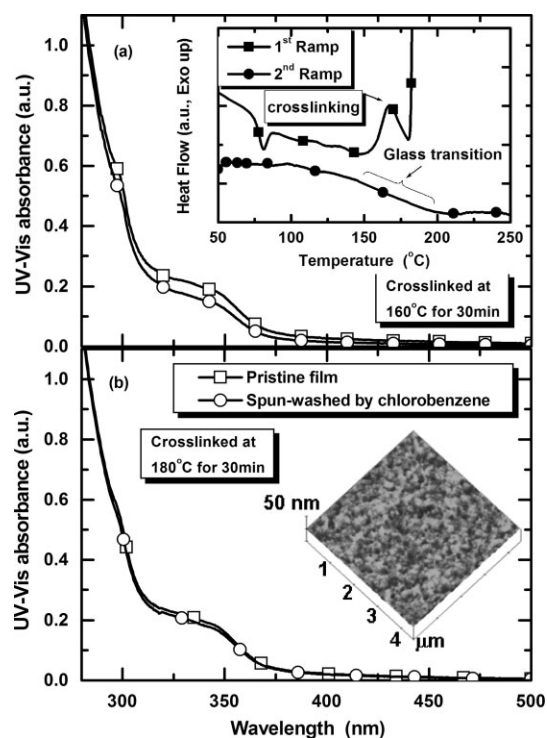 (a)
1st Ramp
2nd Ramp
crosslinking
Glass transition
Heat Flow (a.u., Exo up)
50 100 150 200 250
Temperature (°C)
Crosslinked at
160°C for 30min
UV-Vis absorbance (a.u.)
1.0
0.8
0.6
0.4
0.2
0.0
(b)
Pristine film
Spun-washed by chlorobenzene
Crosslinked at
180°C for 30min
50 nm
1
2
3
4 μm
UV-Vis absorbance (a.u.)
1.0
0.8
0.6
0.4
0.2
0.0
300 350 400 450 500
Wavelength (nm)